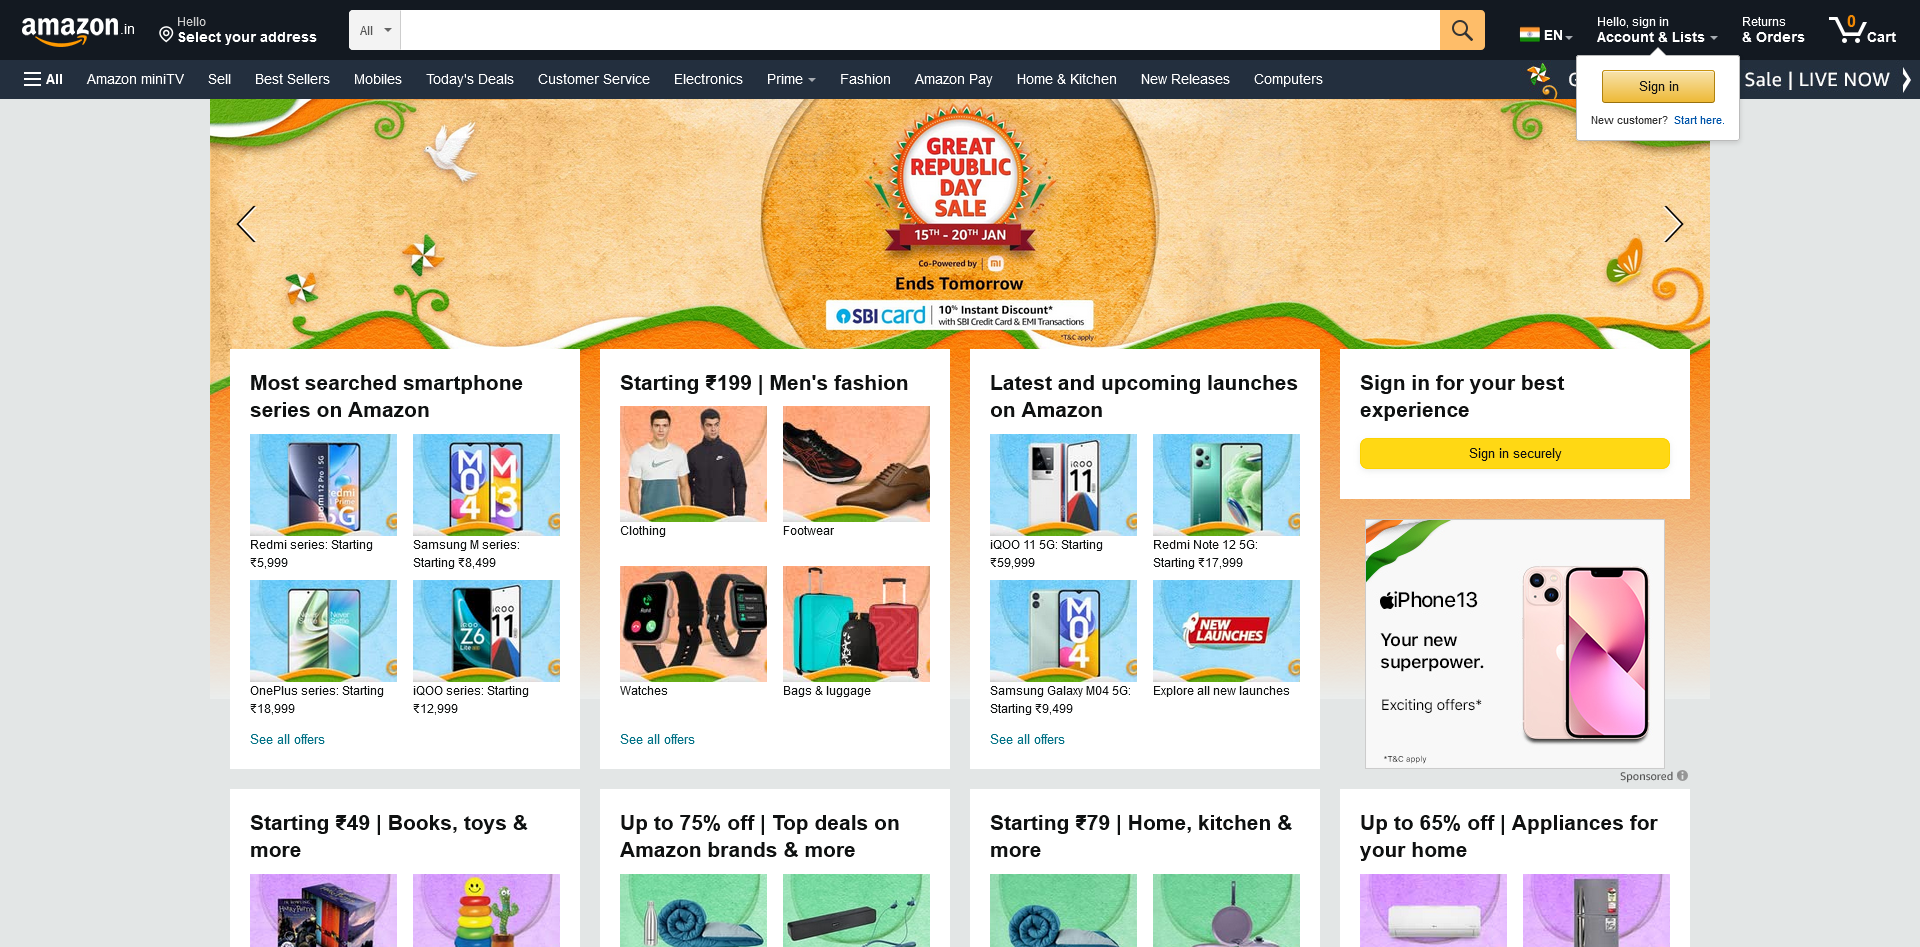 amazon.in
Hello
Select your address
All
EN
Hello, sign in
Account & Lists
Returns
& Orders
0
Cart
All
Amazon miniTV
Sell
Best Sellers
Mobiles
Today's Deals
Customer Service
Electronics
Prime
Fashion
Amazon Pay
Home & Kitchen
New Releases
Computers
Sale | LIVE NOW
Sign in
New customer? Start here.
GREAT
REPUBLIC
DAY
SALE
15TH - 20TH JAN
Co-Powered by | mi
Ends Tomorrow
SBI card | 10% Instant Discount*
with SBI Credit Card & EMI Transactions
*T&C apply
Most searched smartphone
series on Amazon
Redmi series: Starting
₹5,999
Samsung M series:
Starting ₹8,499
OnePlus series: Starting
₹18,999
iQOO series: Starting
₹12,999
See all offers
Starting ₹199 | Men's fashion
Clothing
Footwear
Watches
Bags & luggage
See all offers
Latest and upcoming launches
on Amazon
iQOO 11 5G: Starting
₹59,999
Redmi Note 12 5G:
Starting ₹17,999
NEW
LAUNCHES
Samsung Galaxy M04 5G:
Starting ₹9,499
Explore all new launches
See all offers
Sign in for your best
experience
Sign in securely
iPhone13
Your new
superpower.
Exciting offers*
*T&C apply
Sponsored
Starting ₹49 | Books, toys &
more
HARRY POTTER
Up to 75% off | Top deals on
Amazon brands & more
Starting ₹79 | Home, kitchen &
more
Up to 65% off | Appliances for
your home